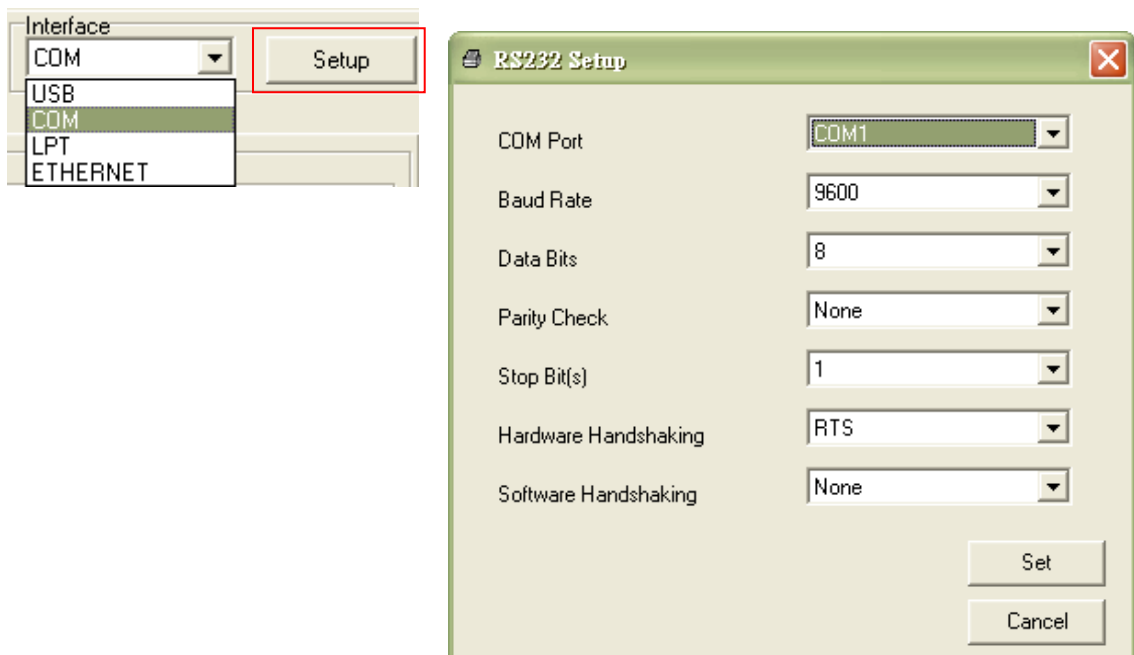 Interface
COM
Setup
USB
COM
LPT
ETHERNET
RS232 Setup
COM Port
COM1
Baud Rate
9600
Data Bits
8
Parity Check
None
Stop Bit(s)
1
Hardware Handshaking
RTS
Software Handshaking
None
Set
Cancel